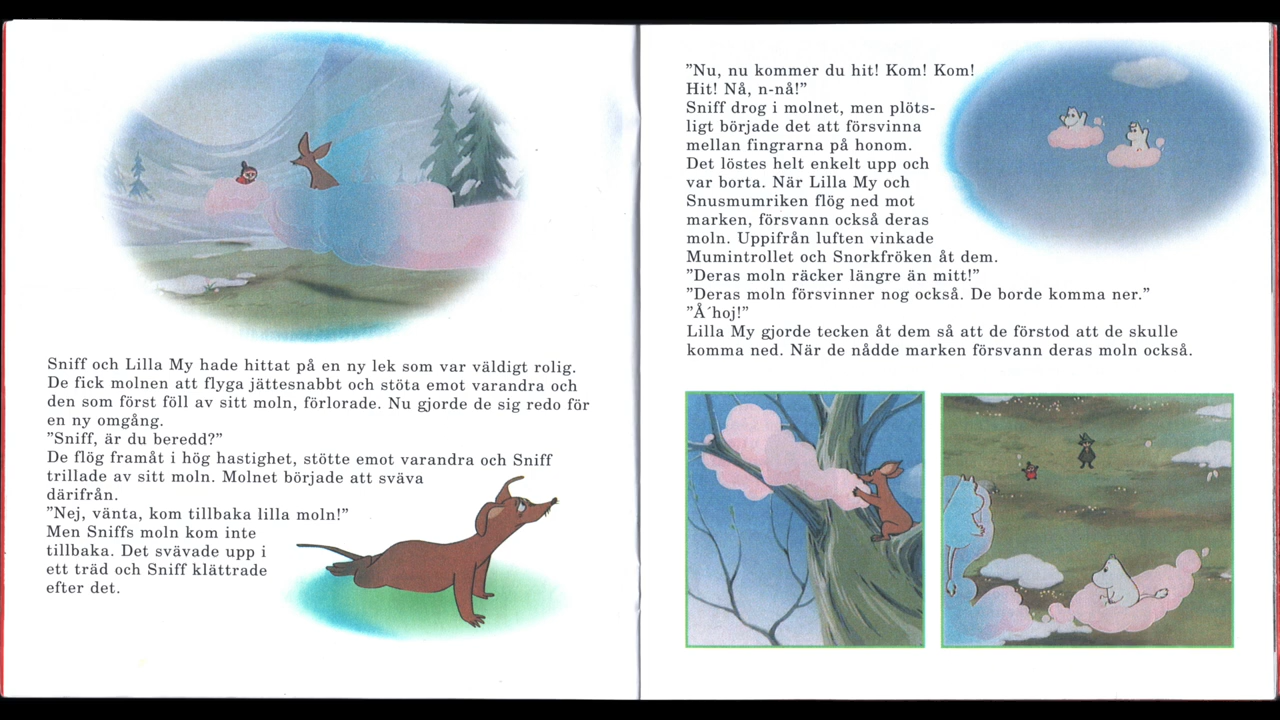 Sniff och Lilla My hade hittat på en ny lek som var väldigt rolig.
De fick molnen att flyga jättesnabbt och stöta emot varandra och
den som först föll av sitt moln, förlorade. Nu gjorde de sig redo för
en ny omgång.
”Sniff, är du beredd?”
De flög framåt i hög hastighet, stötte emot varandra och Sniff
trillade av sitt moln. Molnet började att sväva
därifrån.
”Nej, vänta, kom tillbaka lilla moln!”
Men Sniffs moln kom inte
tillbaka. Det svävade upp i
ett träd och Sniff klättrade
efter det.
”Nu, nu kommer du hit! Kom! Kom!
Hit! Nå, n-nå!”
Sniff drog i molnet, men plöts-
ligt började det att försvinna
mellan fingrarna på honom.
Det löstes helt enkelt upp och
var borta. När Lilla My och
Snusmumriken flög ned mot
marken, försvann också deras
moln. Uppifrån luften vinkade
Mumintrollet och Snorkfröken åt dem.
”Deras moln räcker längre än mitt!”
”Deras moln försvinner nog också. De borde komma ner.”
”Å´hoj!”
Lilla My gjorde tecken åt dem så att de förstod att de skulle
komma ned. När de nådde marken försvann deras moln också.